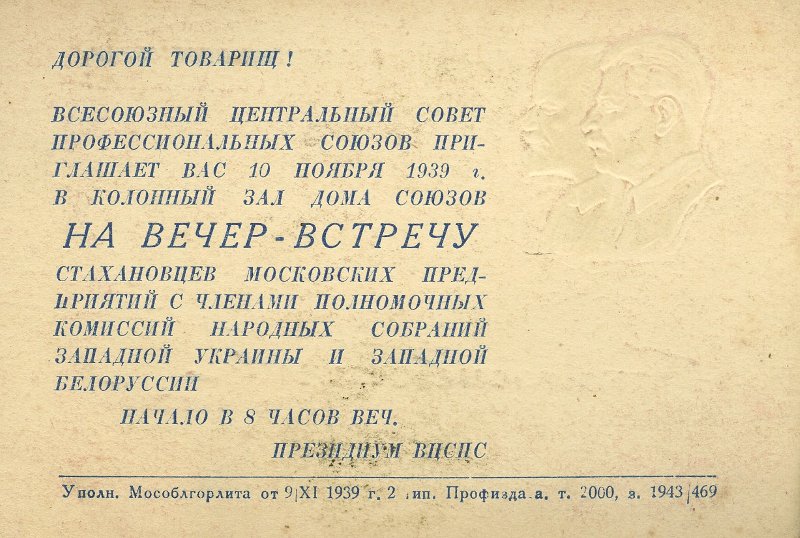 ДОРОГОЙ ТОВАРИЩ!
ВСЕСОЮЗНЫЙ ЦЕНТРАЛЬНЫЙ СОВЕТ
ПРОФЕССИОНАЛЬНЫХ СОЮЗОВ ПРИ-
ГЛАШАЕТ ВАС 10 НОЯБРЯ 1939 г.
В КОЛОННЫЙ ЗАЛ ДОМА СОЮЗОВ
НА ВЕЧЕР-ВСТРЕЧУ
СТАХАНОВЦЕВ МОСКОВСКИХ ПРЕД-
ПРИЯТИЙ С ЧЛЕНАМИ ПОЛНОМОЧНЫХ
КОМИССИЙ НАРОДНЫХ СОБРАНИЙ
ЗАПАДНОЙ УКРАИНЫ И ЗАПАДНОЙ
БЕЛОРУССИИ
НАЧАЛО В 8 ЧАСОВ ВЕЧ.
ПРЕЗИДИУМ ВЦСПС
Уполн. Мособлгорлита от 9/XI 1939 г. 2 тип. Профиздата. т. 2000, з. 1943/469